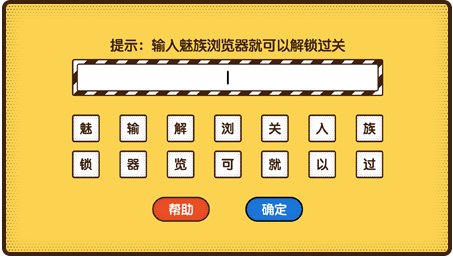 提示：输入魅族浏览器就可以解锁过关
魅 输 解 浏 关 人 族
锁 器 览 可 就 以 过
帮助 确定